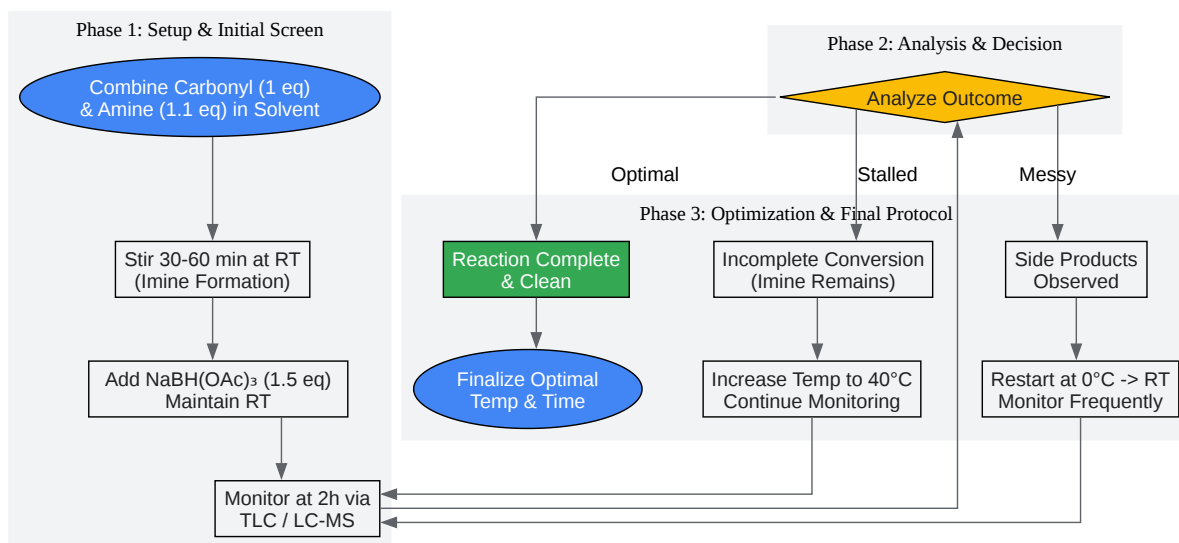 Phase 1: Setup & Initial Screen
Combine Carbonyl (1 eq)
& Amine (1.1 eq) in Solvent
Stir 30-60 min at RT
(Imine Formation)
Add NaBH(OAc)₃ (1.5 eq)
Maintain RT
Monitor at 2h via
TLC / LC-MS
Phase 2: Analysis & Decision
Analyze Outcome
Optimal
Stalled
Messy
Phase 3: Optimization & Final Protocol
Reaction Complete
& Clean
Incomplete Conversion
(Imine Remains)
Side Products
Observed
Finalize Optimal
Temp & Time
Increase Temp to 40°C
Continue Monitoring
Restart at 0°C -> RT
Monitor Frequently